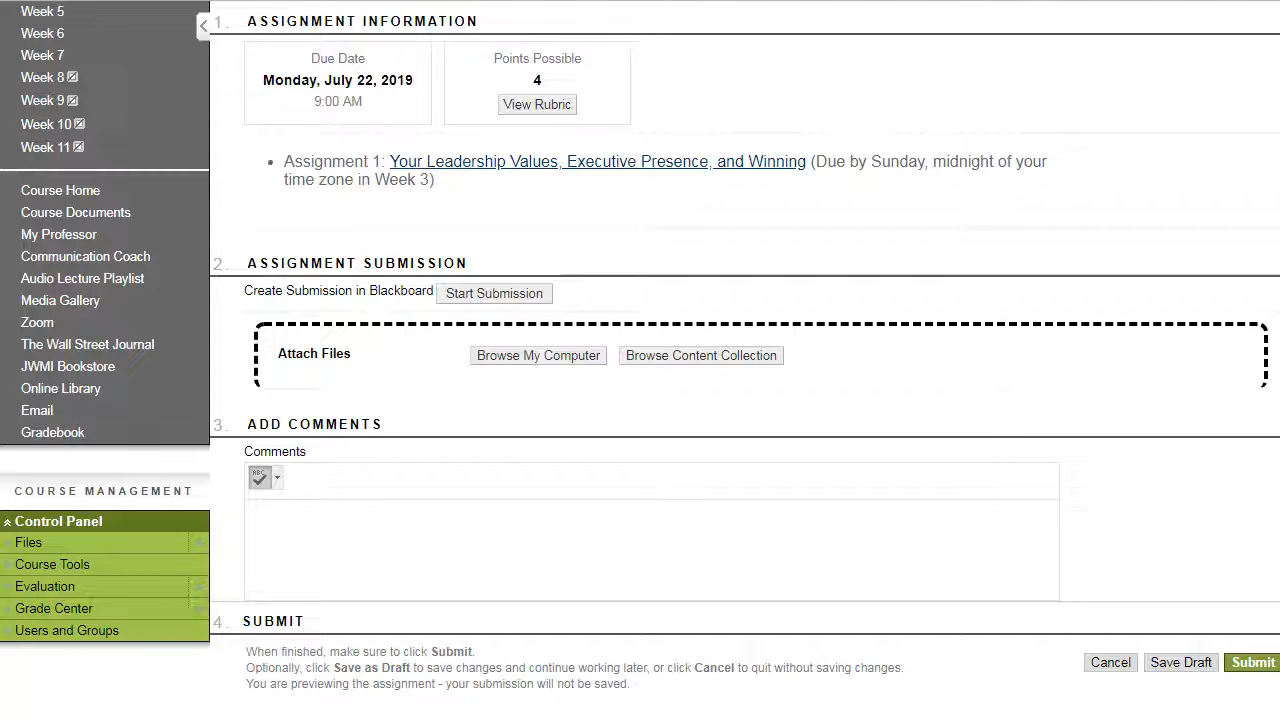 Week 5
Week 6
Week 7
Week 8
Week 9
Week 10
Week 11
Course Home
Course Documents
My Professor
Communication Coach
Audio Lecture Playlist
Media Gallery
Zoom
The Wall Street Journal
JWMI Bookstore
Online Library
Email
Gradebook
COURSE MANAGEMENT
Control Panel
Files
Course Tools
Evaluation
Grade Center
Users and Groups
1. ASSIGNMENT INFORMATION
Due Date
Monday, July 22, 2019
9:00 AM
Points Possible
4
View Rubric
Assignment 1: Your Leadership Values, Executive Presence, and Winning (Due by Sunday, midnight of your
time zone in Week 3)
2. ASSIGNMENT SUBMISSION
Create Submission in Blackboard Start Submission
Attach Files Browse My Computer Browse Content Collection
3. ADD COMMENTS
Comments
ABC
4. SUBMIT
When finished, make sure to click Submit.
Optionally, click Save as Draft to save changes and continue working later, or click Cancel to quit without saving changes.
You are previewing the assignment - your submission will not be saved.
Cancel Save Draft Submit